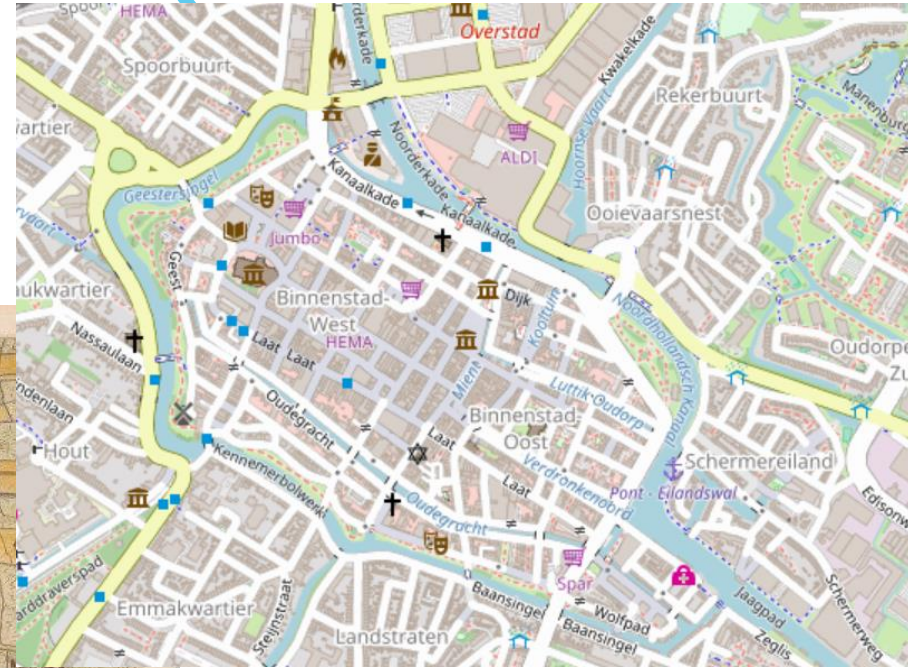 HEMA
Overstad
Spoorbuurt
Kwakelkade
Rekerbuurt
ALDI
Noorderkade
Hoornse Vaart
Geestersingel
Kanaalkade
Kanaalkade
Ooievaarsnest
Jumbo
Geest
Binnenstad-
West
HEMA
Dijk
Kooltuin
Noordhollandsch Kanaal
Nassaulaan
Laat
Laat
Mient
Luttik-Oudorp
Oudegracht
Binnenstad-
Oost
Laat
Laat
Verdronkenoord
Schermereiland
Pont - Eilandswal
Hout
Kennemerbolwerk
Oudegracht
Spar
Emmakwartier
Steijnstraat
Landstraten
Baansingel
Baansingel
Wolfpad
Jaagpad
Zeglis
Schermerweg